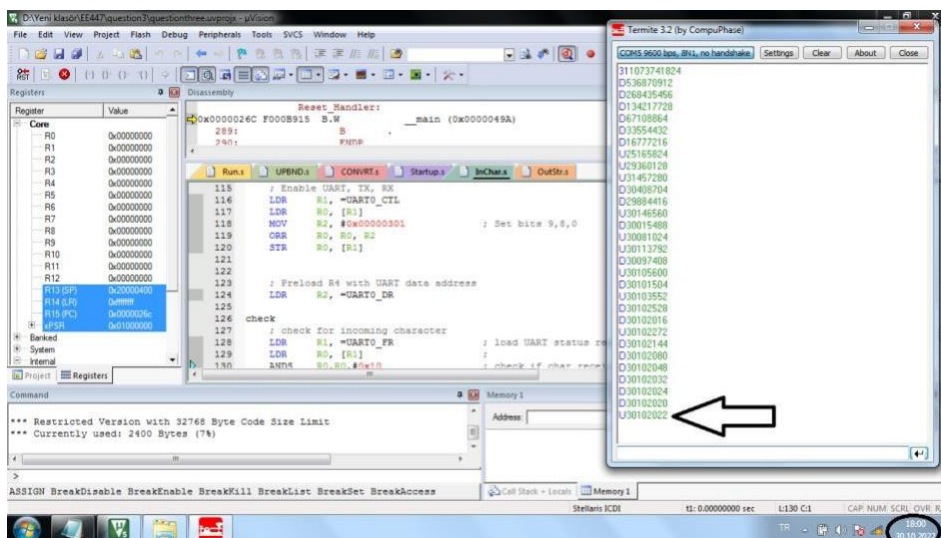 D:\Yeni klasör\EE447\question3\questionthree.uvprojx - µVision
File Edit View Project Flash Debug Peripherals Tools SVCS Window Help
Registers
Register Value
Core
R0 0x00000000
R1 0x00000000
R2 0x00000000
R3 0x00000000
R4 0x00000000
R5 0x00000000
R6 0x00000000
R7 0x00000000
R8 0x00000000
R9 0x00000000
R10 0x00000000
R11 0x00000000
R12 0x00000000
R13 (SP) 0x20000400
R14 (LR) 0xffffffff
R15 (PC) 0x0000026c
xPSR 0x01000000
Banked
System
Internal
Project Registers
Disassembly
Reset_Handler:
0x0000026C F000B915 B.W __main (0x0000049A)
289: B .
290: ENDP
Run.s UPBND.s CONVRT.s Startup.s InChar.s OutStr.s
115 ; Enable UART, TX, RX
116 LDR R1, =UART0_CTL
117 LDR R0, [R1]
118 MOV R2, #0x00000301 ; Set bits 9,8,0
119 ORR R0, R0, R2
120 STR R0, [R1]
121
122
123 ; Preload R4 with UART data address
124 LDR R2, =UART0_DR
125
126 check
127 ; check for incoming character
128 LDR R1, =UART0_FR ; load UART status re
129 LDR R0, [R1] ;
130 ANDS R0,R0,#0x10 ; check if char recei
Command
*** Restricted Version with 32768 Byte Code Size Limit
*** Currently used: 2400 Bytes (7%)
>
ASSIGN BreakDisable BreakEnable BreakKill BreakList BreakSet BreakAccess
Memory 1
Address:
Call Stack + Locals Memory 1
Stellaris ICDI t1: 0.00000000 sec L:130 C:1 CAP NUM SCRL OVR R
Termite 3.2 (by CompuPhase)
COM5 9600 bps, 8N1, no handshake Settings Clear About Close
311073741824
D536870912
D268435456
D134217728
D67108864
D33554432
D16777216
U25165824
U29360128
U31457280
D30408704
D29884416
U30146560
D30015488
U30081024
U30113792
D30097408
U30105600
D30101504
U30103552
D30102528
D30102016
U30102272
D30102144
D30102080
D30102048
D30102032
D30102024
D30102020
U30102022
TR
18:00
30.10.2022